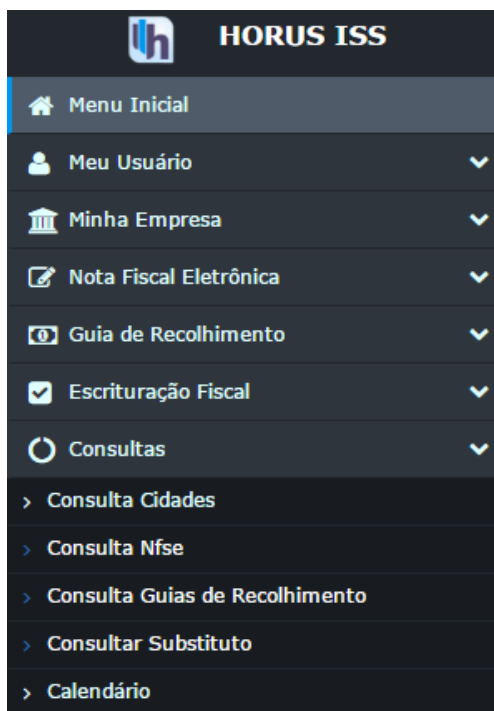 HORUS ISS
Menu Inicial
Meu Usuário
Minha Empresa
Nota Fiscal Eletrônica
Guia de Recolhimento
Escrituração Fiscal
Consultas
Consulta Cidades
Consulta Nfse
Consulta Guias de Recolhimento
Consultar Substituto
Calendário